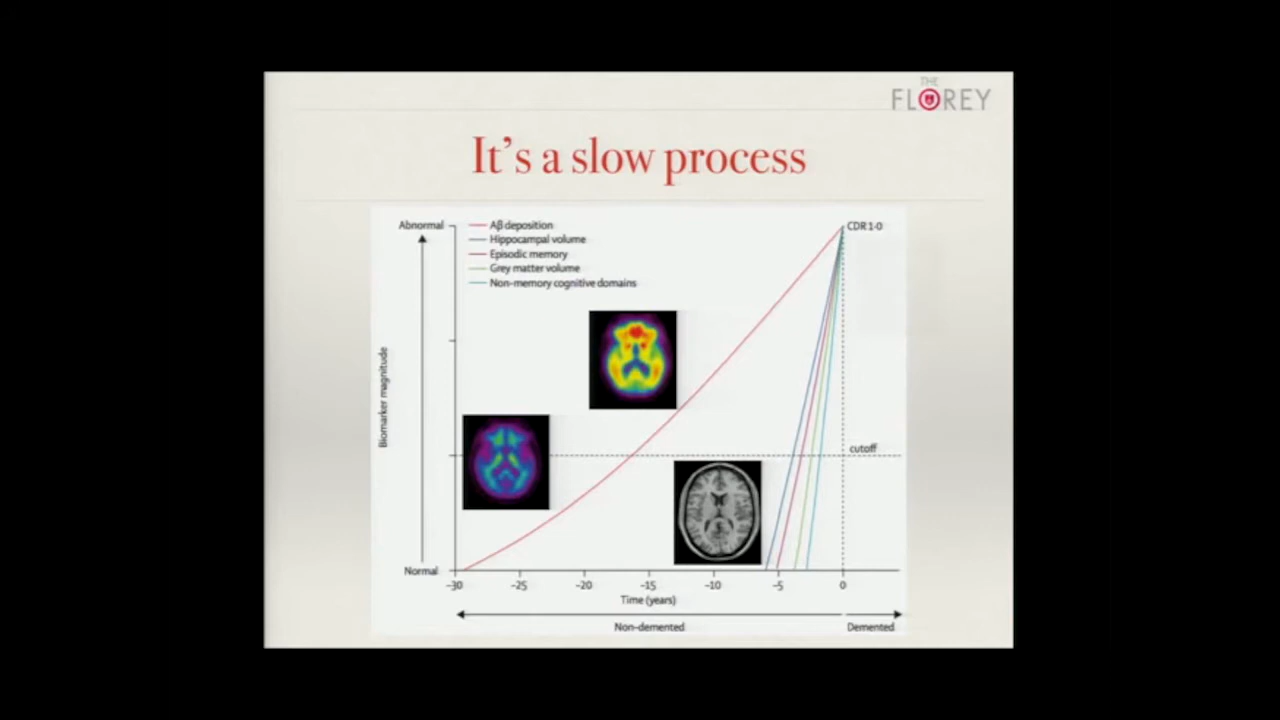 THE
FLOREY
It's a slow process
Abnormal
Aβ deposition
Hippocampal volume
Episodic memory
Grey matter volume
Non-memory cognitive domains
CDR 1·0
Biomarker magnitude
cutoff
Normal
–30 –25 –20 –15 –10 –5 0
Time (years)
Non-demented Demented